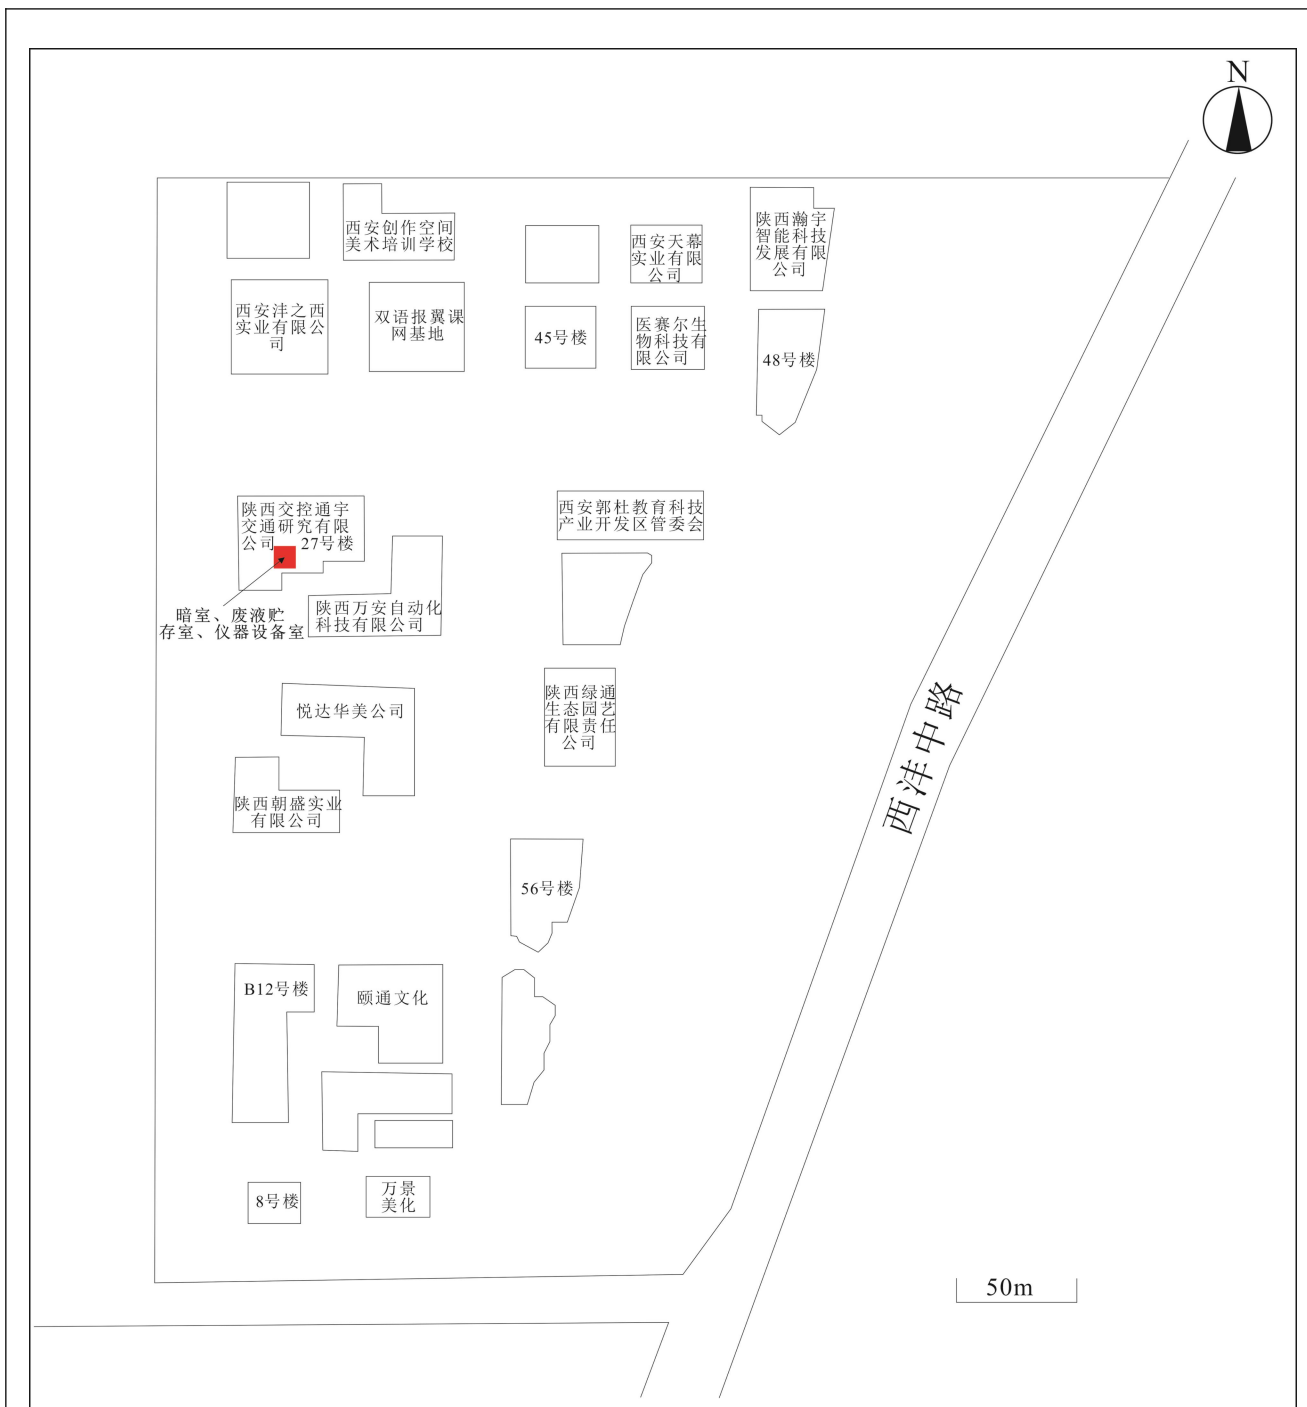 N
西安创作空间
美术培训学校
陕西瀚宇
智能科技
发展有限
公司
西安天幕
实业有限
公司
西安沣之西
实业有限公
司
双语报翼课
网基地
45号楼
医赛尔生
物科技有
限公司
48号楼
陕西交控通宇
交通研究有限
公司 27号楼
西安郭杜教育科技
产业开发区管委会
暗室、废液贮
存室、仪器设备室
陕西万安自动化
科技有限公司
悦达华美公司
陕西绿通
生态园艺
有限责任
公司
西沣中路
陕西朝盛实业
有限公司
56号楼
B12号楼
颐通文化
8号楼
万景
美化
50m